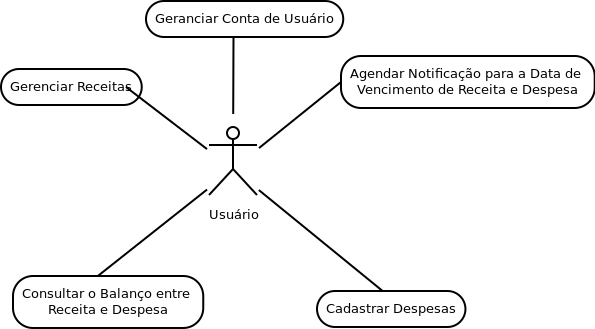 Geranciar Conta de Usuário
Gerenciar Receitas
Agendar Notificação para a Data de
Vencimento de Receita e Despesa
Usuário
Consultar o Balanço entre
Receita e Despesa
Cadastrar Despesas